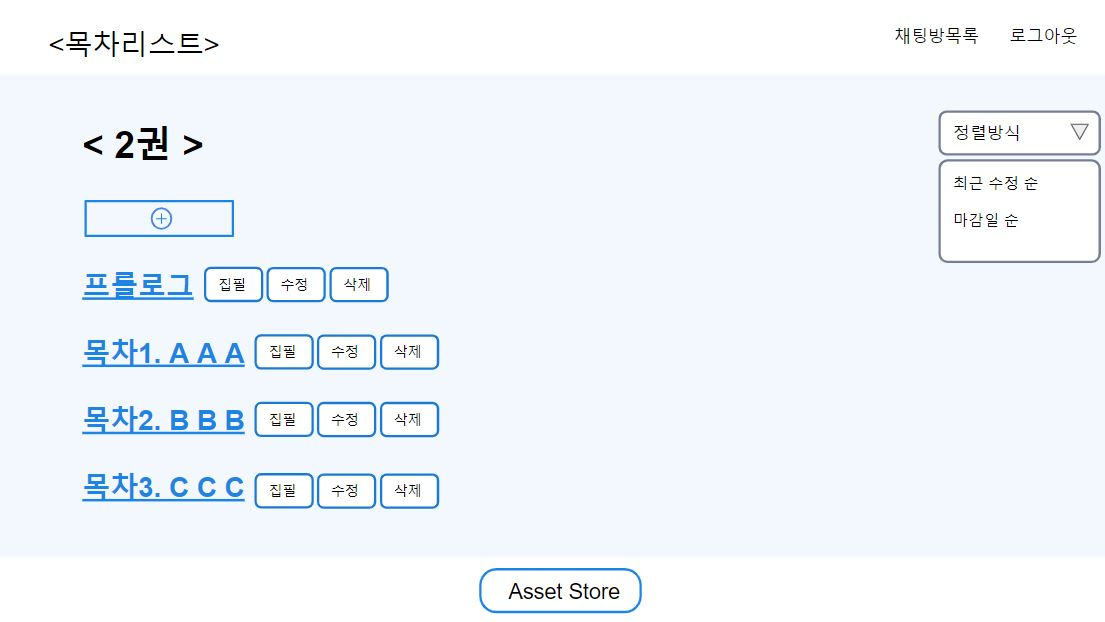 <목차리스트>
채팅방목록 로그아웃
< 2권 >
정렬방식
최근 수정 순
마감일 순
프롤로그 집필 수정 삭제
목차1. A A A 집필 수정 삭제
목차2. B B B 집필 수정 삭제
목차3. C C C 집필 수정 삭제
Asset Store